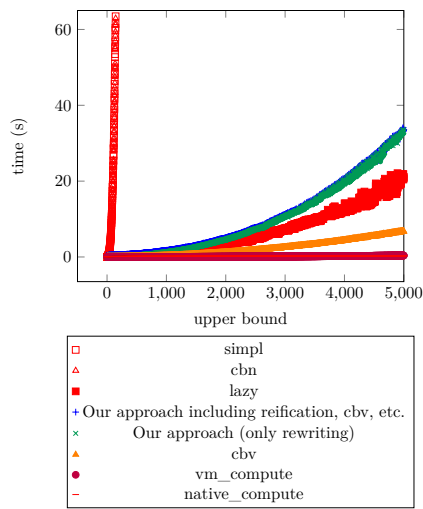 60
40
20
0
time (s)
0 1,000 2,000 3,000 4,000 5,000
upper bound
simpl
cbn
lazy
Our approach including reification, cbv, etc.
Our approach (only rewriting)
cbv
vm_compute
native_compute